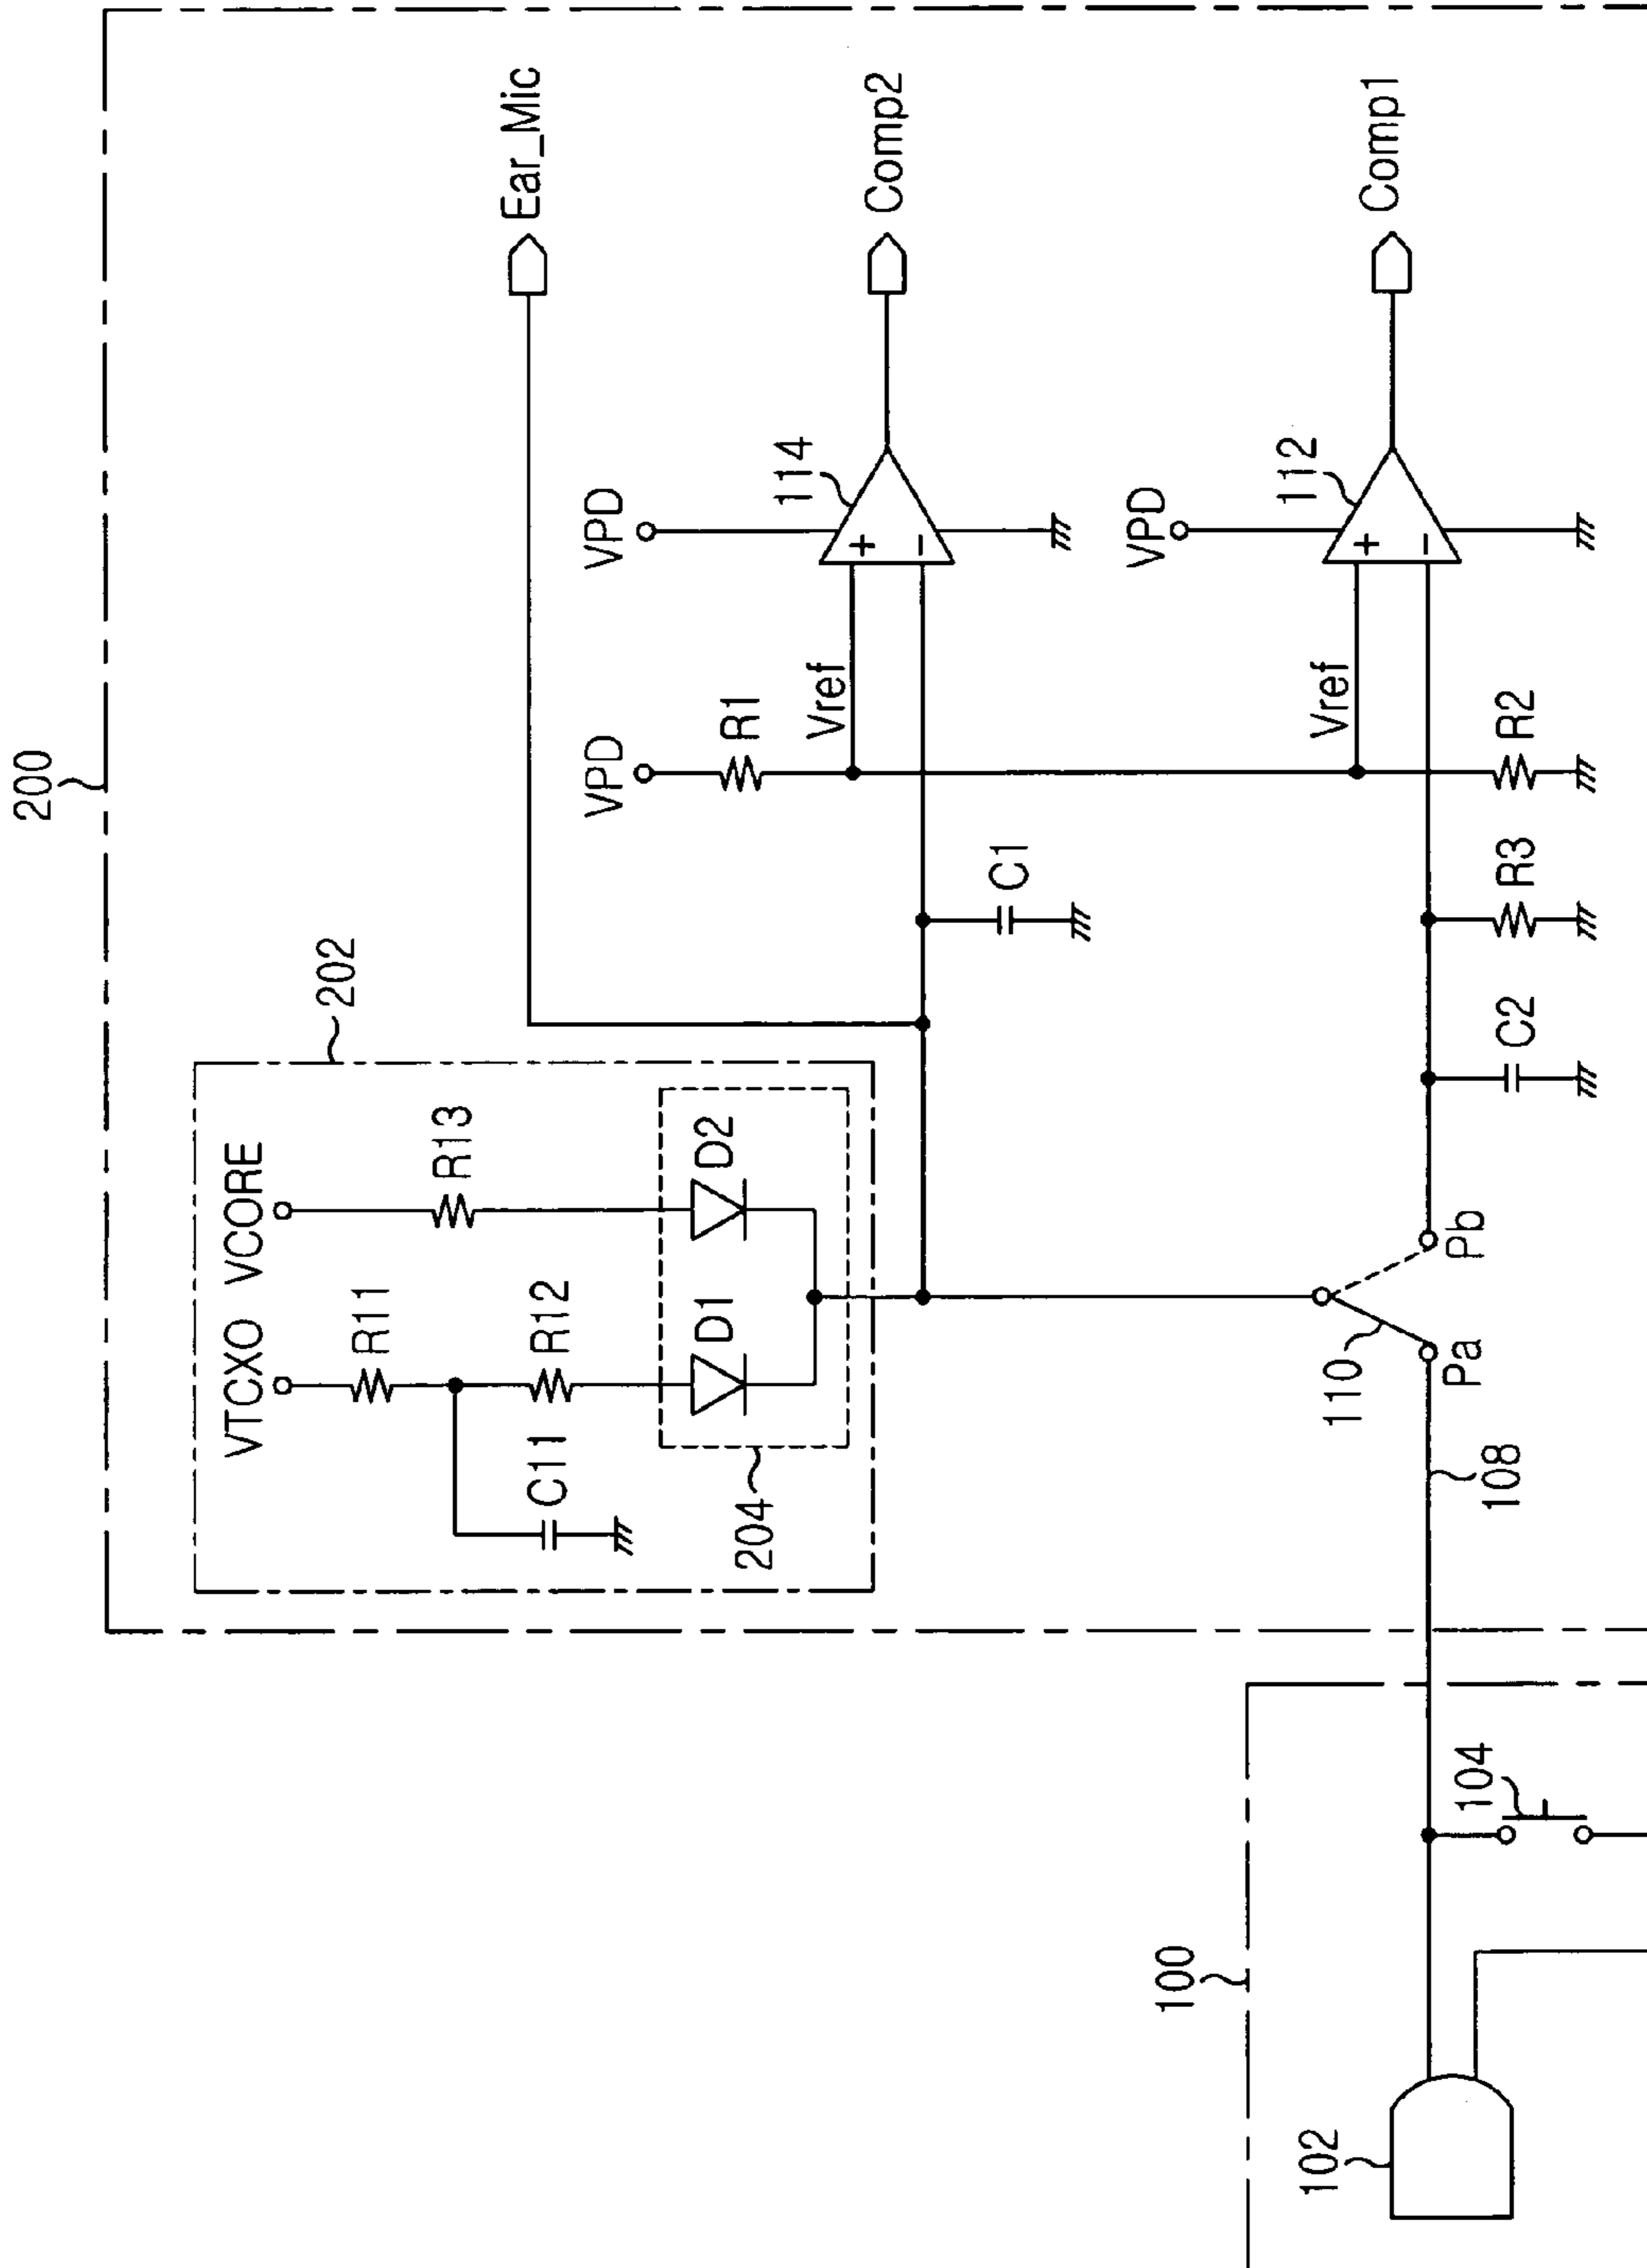 200
202
VTCXO VCORE
R11
R13
C11
R12
D1
D2
204
Ear_Mic
VPD
VPD
114
R1
Vref
+
−
Comp2
C1
VPD
112
Vref
+
−
Comp1
R2
R3
C2
Pa
Pb
110
108
100
104
102